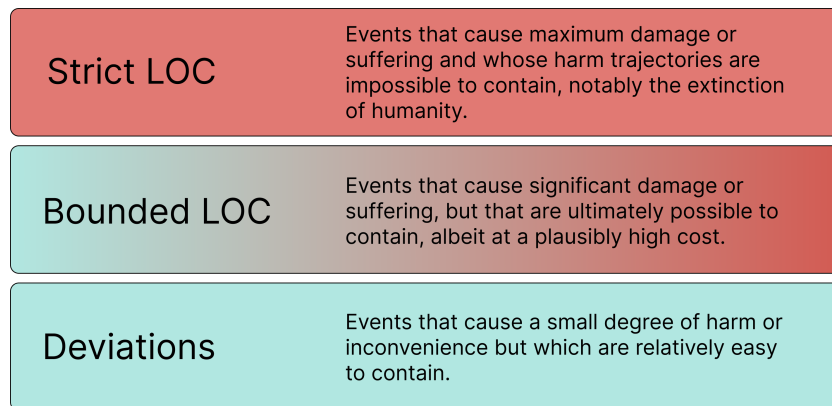 Strict LOC
Events that cause maximum damage or
suffering and whose harm trajectories are
impossible to contain, notably the extinction
of humanity.
Bounded LOC
Events that cause significant damage or
suffering, but that are ultimately possible to
contain, albeit at a plausibly high cost.
Deviations
Events that cause a small degree of harm or
inconvenience but which are relatively easy
to contain.